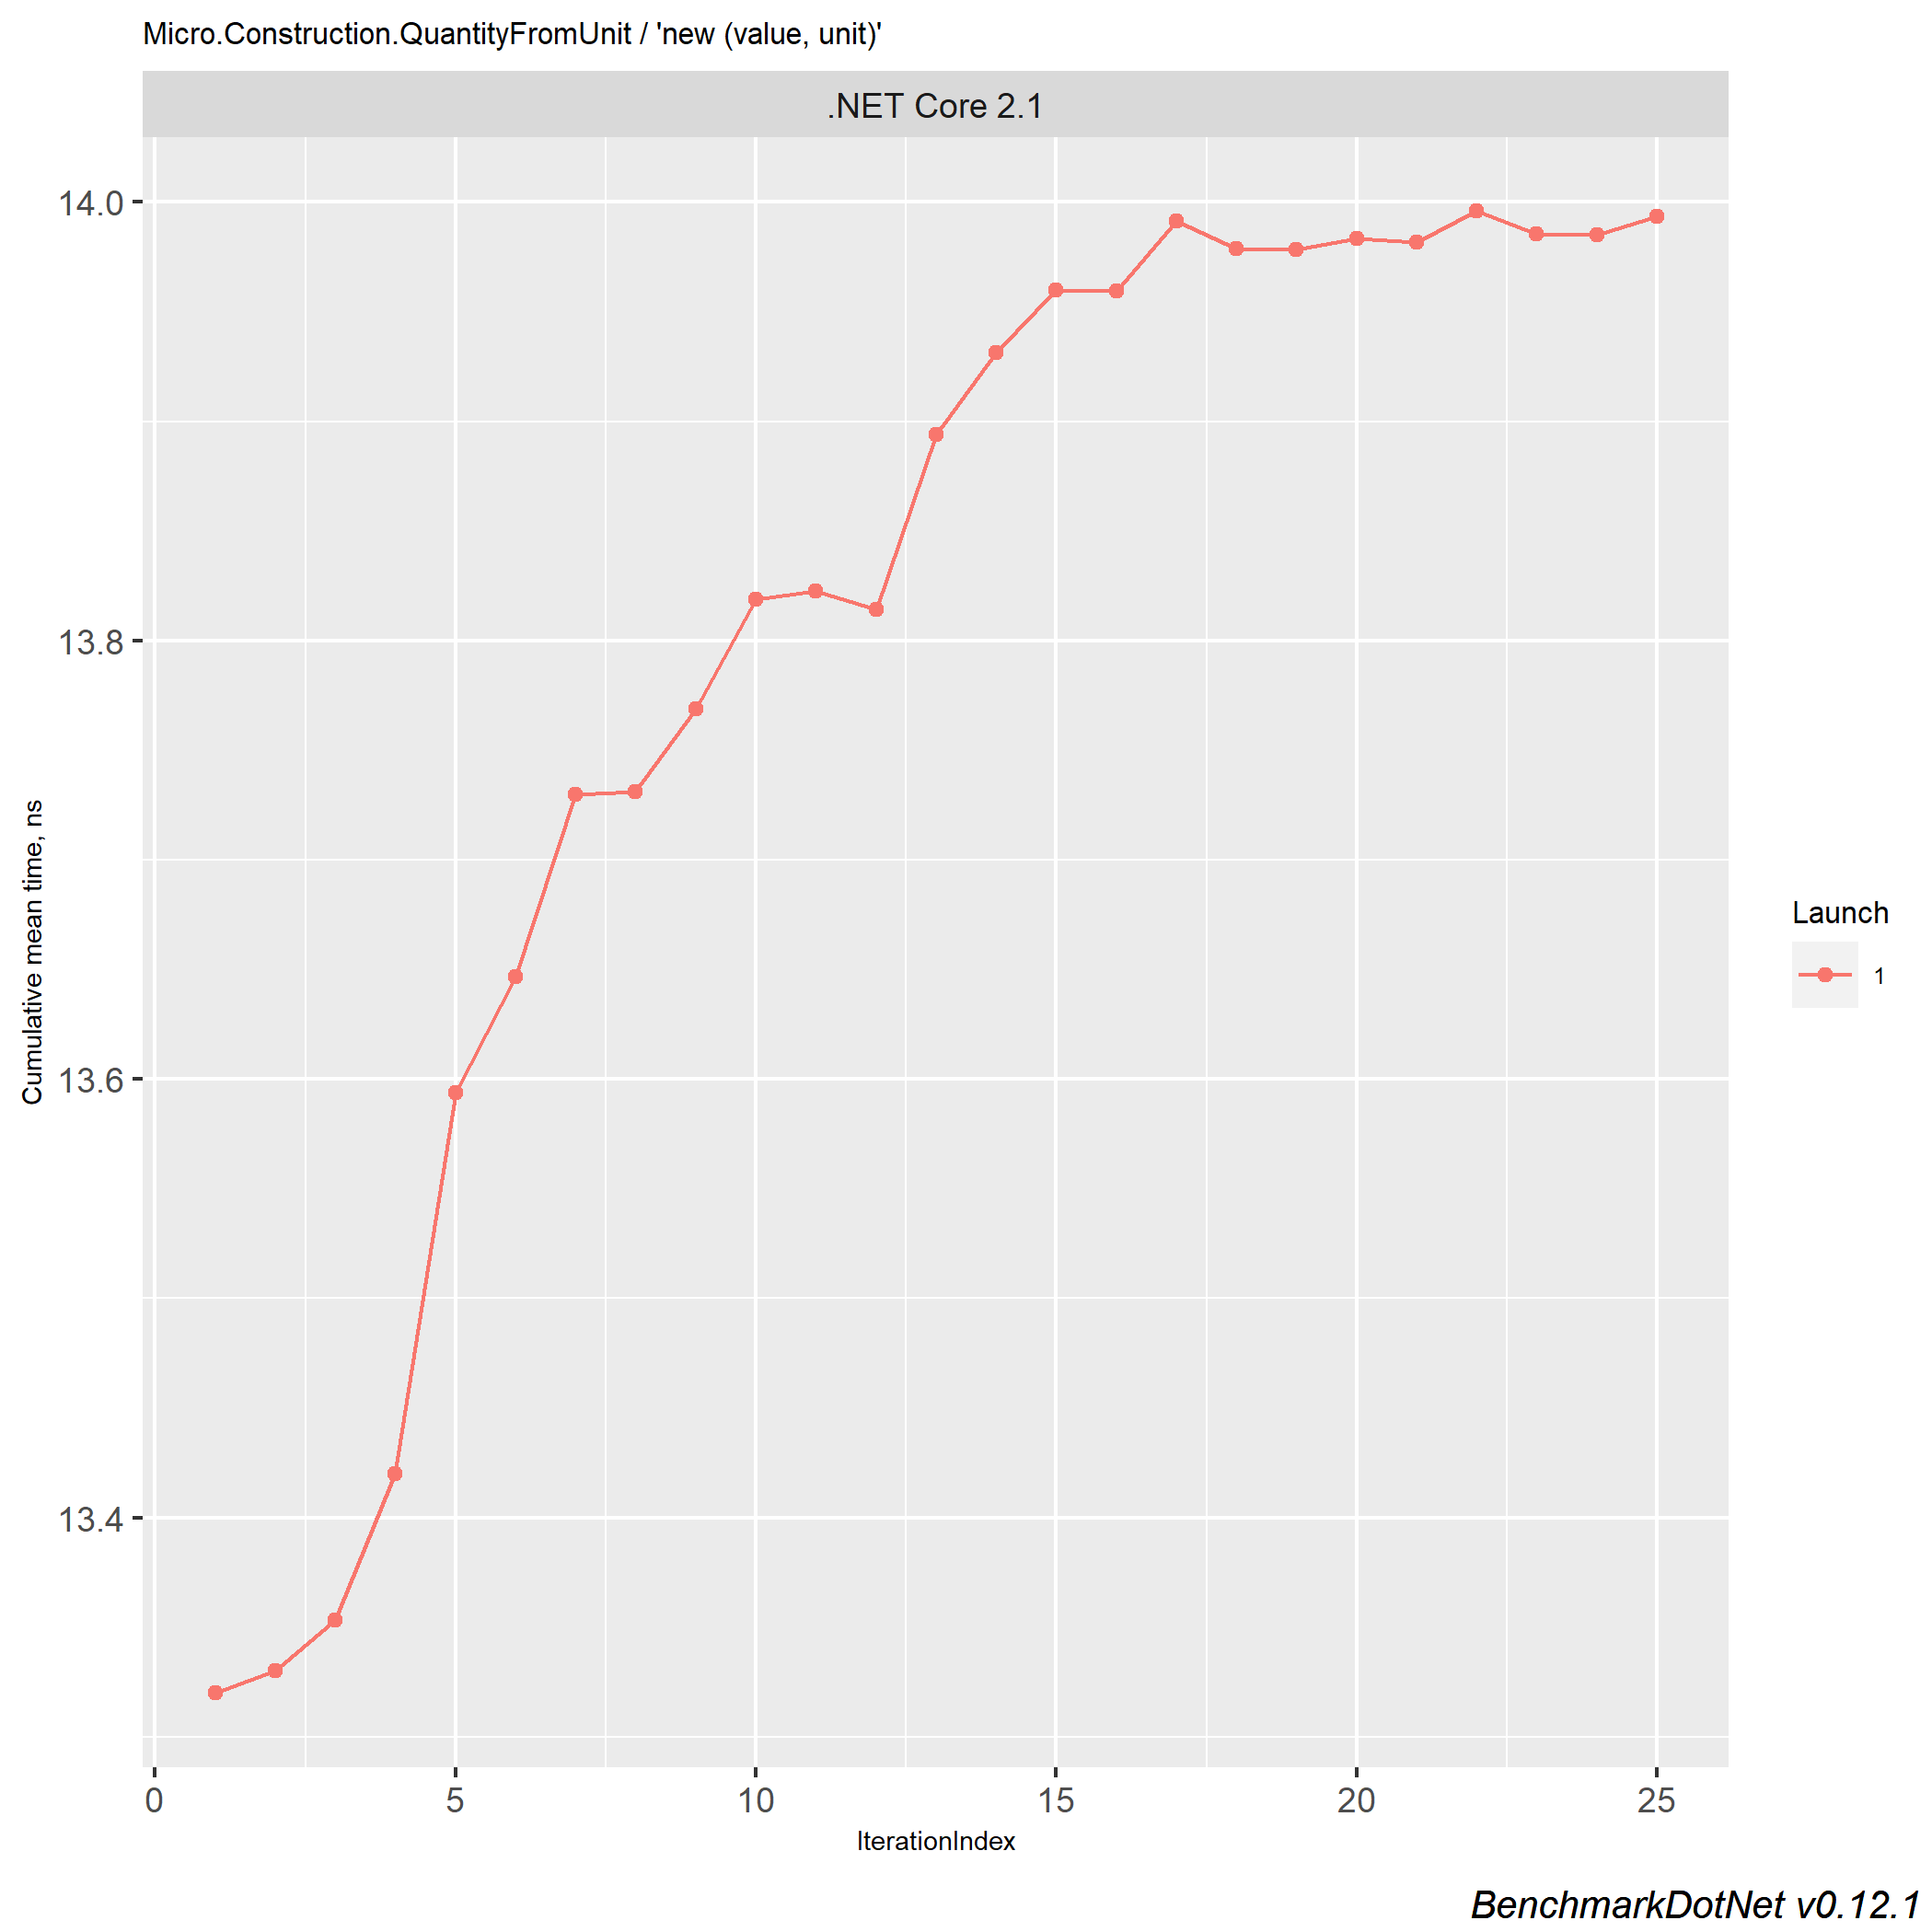 Micro.Construction.QuantityFromUnit / 'new (value, unit)'
.NET Core 2.1
14.0
13.8
13.6
13.4
Cumulative mean time, ns
0 5 10 15 20 25
IterationIndex
Launch
1
BenchmarkDotNet v0.12.1